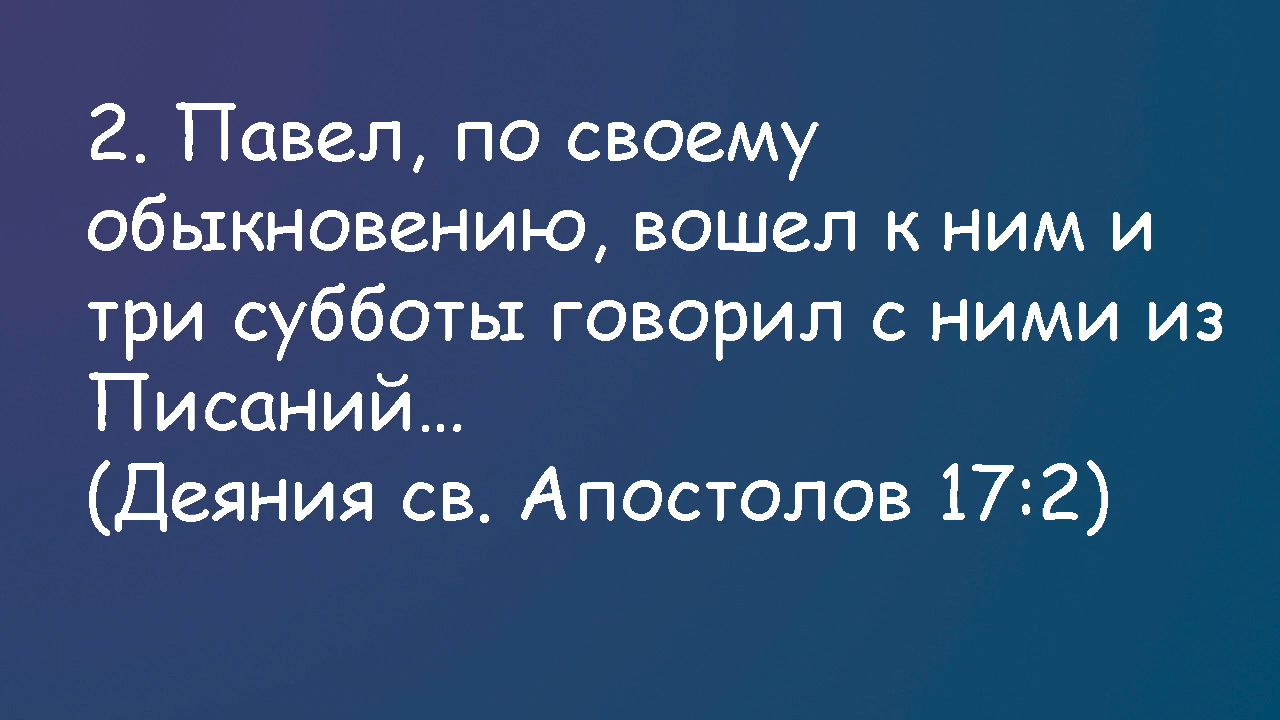 2. Павел, по своему
обыкновению, вошел к ним и
три субботы говорил с ними из
Писаний…
(Деяния св. Апостолов 17:2)